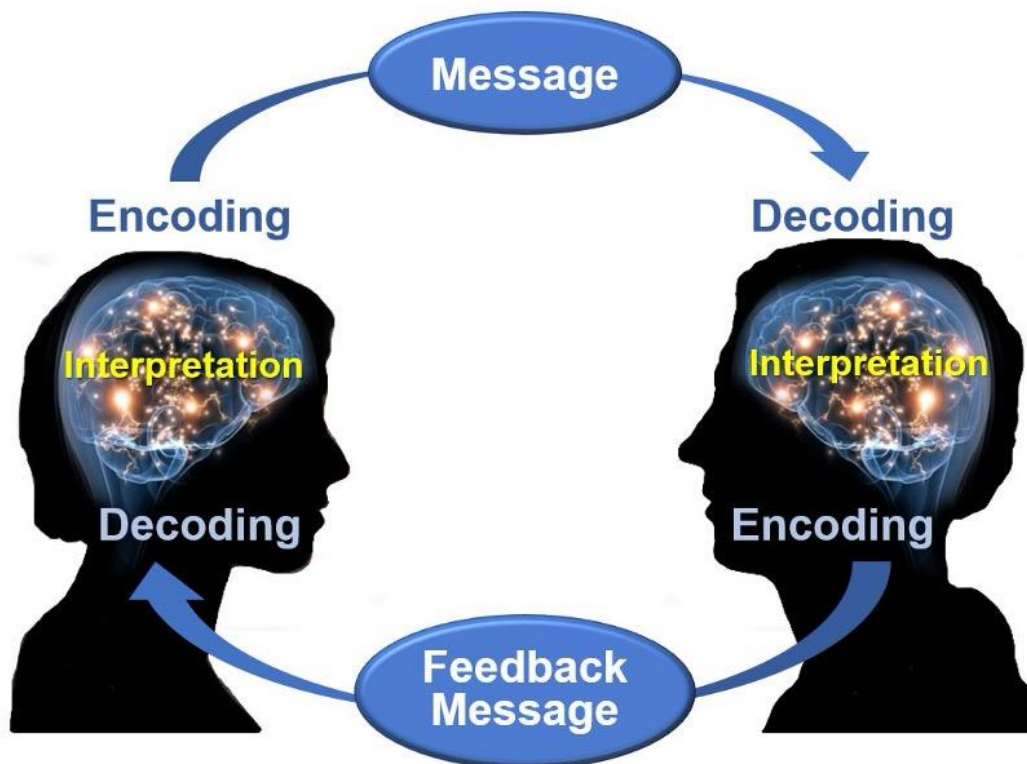 Message
Encoding
Decoding
Interpretation
Interpretation
Decoding
Encoding
Feedback
Message